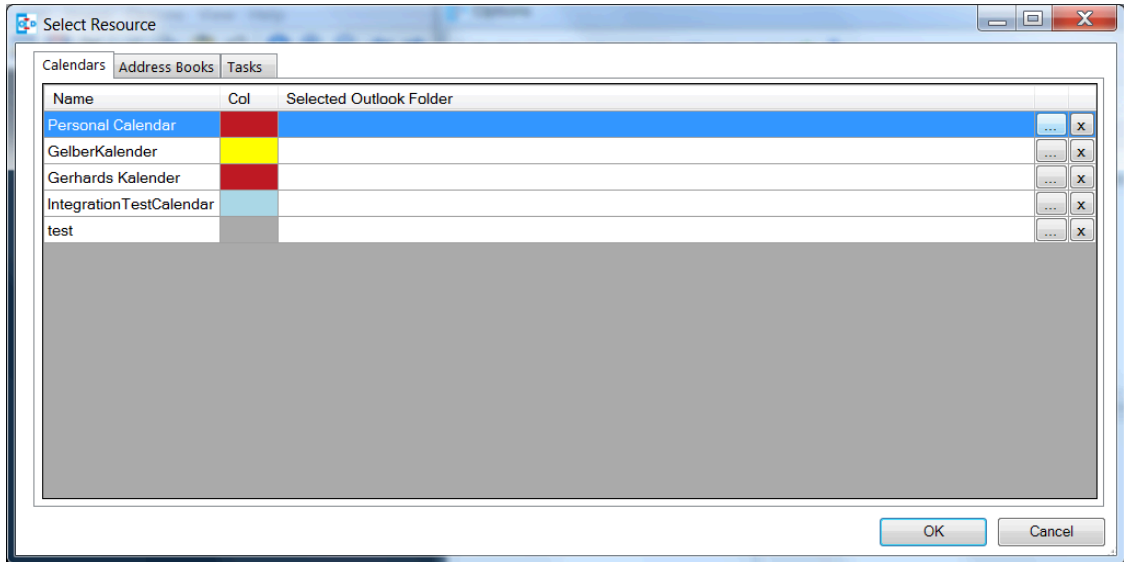 Select Resource
Calendars Address Books Tasks
Name Col Selected Outlook Folder
Personal Calendar ... x
GelberKalender ... x
Gerhards Kalender ... x
IntegrationTestCalendar ... x
test ... x
OK Cancel